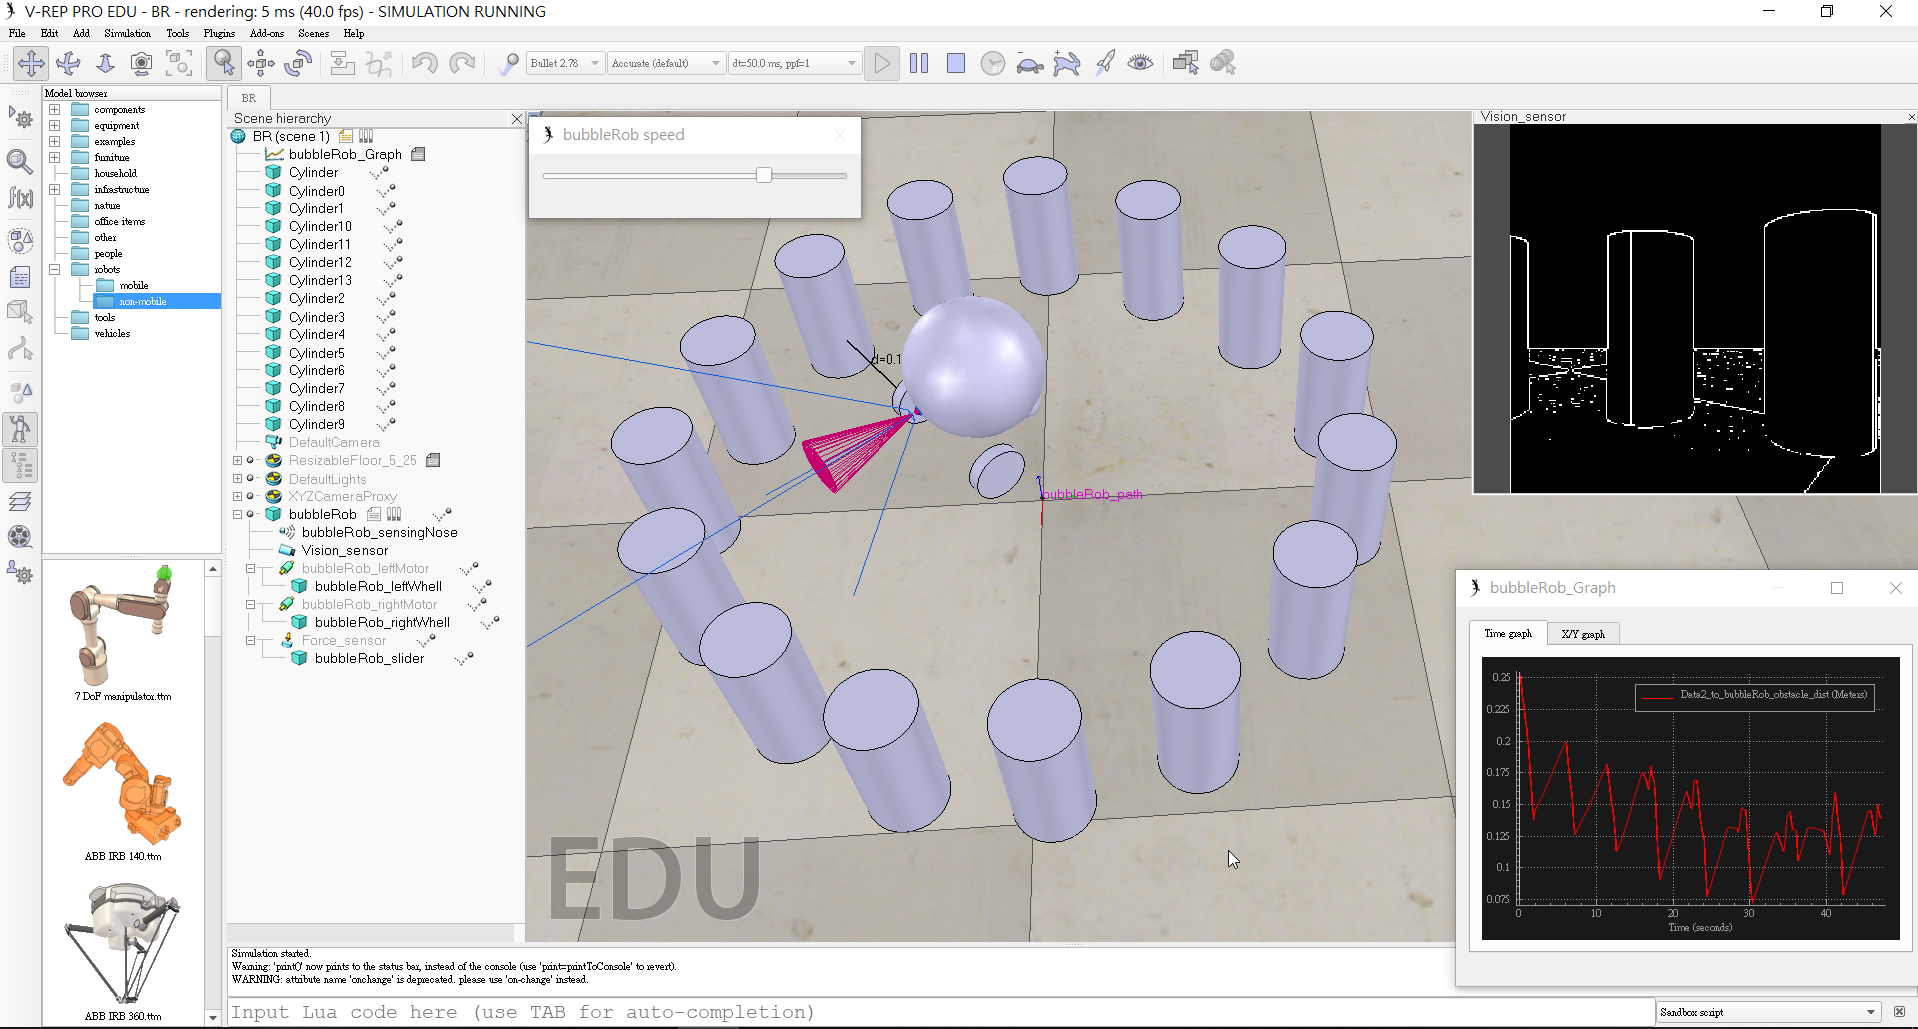 V-REP PRO EDU - BR - rendering: 5 ms (40.0 fps) - SIMULATION RUNNING
File Edit Add Simulation Tools Plugins Add-ons Scenes Help
Bullet 2.78 Accurate (default) dt=50.0 ms, ppf=1
Model browser
components
equipment
examples
furniture
household
infrastructure
nature
office items
other
people
robots
mobile
non-mobile
tools
vehicles
7 DoF manipulator.ttm
ABB IRB 140.ttm
ABB IRB 360.ttm
BR
Scene hierarchy
BR (scene 1)
bubbleRob_Graph
Cylinder
Cylinder0
Cylinder1
Cylinder10
Cylinder11
Cylinder12
Cylinder13
Cylinder2
Cylinder3
Cylinder4
Cylinder5
Cylinder6
Cylinder7
Cylinder8
Cylinder9
DefaultCamera
ResizableFloor_5_25
DefaultLights
XYZCameraProxy
bubbleRob
bubbleRob_sensingNose
Vision_sensor
bubbleRob_leftMotor
bubbleRob_leftWhell
bubbleRob_rightMotor
bubbleRob_rightWhell
Force_sensor
bubbleRob_slider
bubbleRob speed
d=0.1
bubbleRob_path
EDU
Vision_sensor
bubbleRob_Graph
Time graph X/Y graph
Data2_to_bubbleRob_obstacle_dist (Meters)
0.25
0.225
0.2
0.175
0.15
0.125
0.1
0.075
0 10 20 30 40
Time (seconds)
Simulation started.
Warning: 'print()' now prints to the status bar, instead of the console (use 'print=printToConsole' to revert).
WARNING: attribute name 'onchange' is deprecated. please use 'on-change' instead.
Input Lua code here (use TAB for auto-completion)
Sandbox script